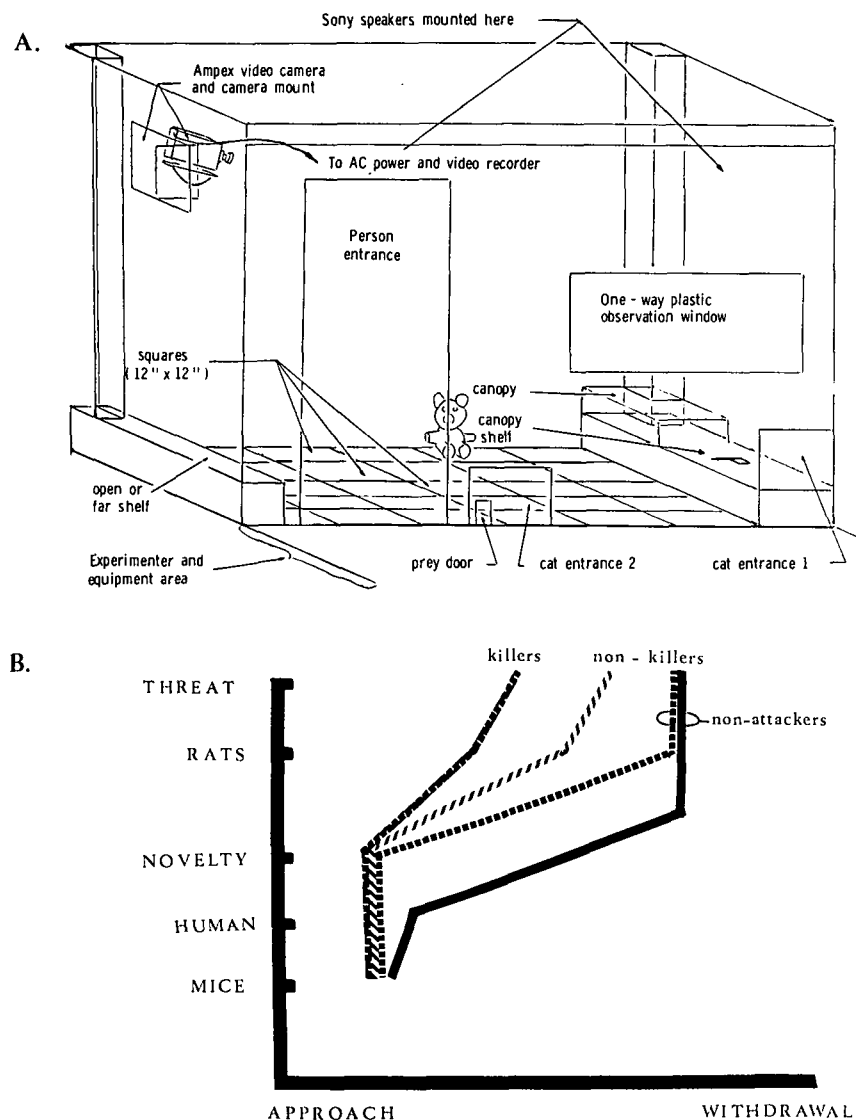 A.
Sony speakers mounted here
Ampex video camera
and camera mount
To AC power and video recorder
Person
entrance
One-way plastic
observation window
squares
(12" x 12")
canopy
canopy
shelf
open or
far shelf
Experimenter and
equipment area
prey door
cat entrance 2
cat entrance 1
B.
killers
non - killers
THREAT
non-attackers
RATS
NOVELTY
HUMAN
MICE
APPROACH
WITHDRAWAL